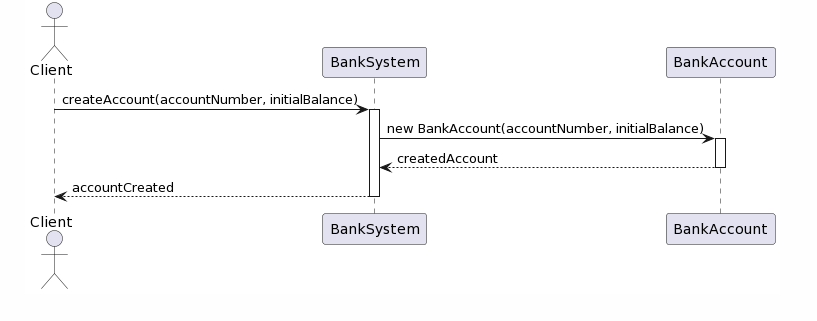 Client
BankSystem
BankAccount
createAccount(accountNumber, initialBalance)
new BankAccount(accountNumber, initialBalance)
createdAccount
accountCreated
Client
BankSystem
BankAccount